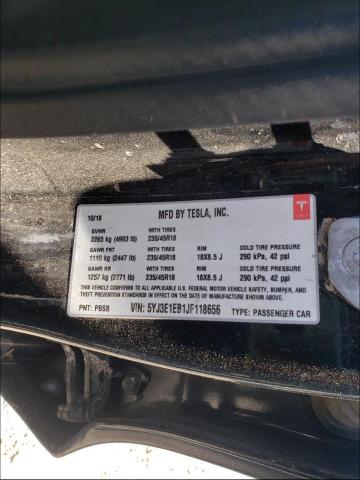 10/18 MFD BY TESLA, INC.
GVWR WITH TIRES
2265 kg (4993 lb) 235/45R18
GAWR FRT WITH TIRES RIM COLD TIRE PRESSURE
1110 kg (2447 lb) 235/45R18 18X8.5 J 290 kPa, 42 psi
GAWR RR WITH TIRES RIM COLD TIRE PRESSURE
1257 kg (2771 lb) 235/45R18 18X8.5 J 290 kPa, 42 psi
THIS VEHICLE CONFORMS TO ALL APPLICABLE U.S. FEDERAL MOTOR VEHICLE SAFETY, BUMPER, AND
THEFT PREVENTION STANDARDS IN EFFECT ON THE DATE OF MANUFACTURE SHOWN ABOVE.
PNT: PBSB VIN: 5YJ3E1EB1JF118656 TYPE: PASSENGER CAR